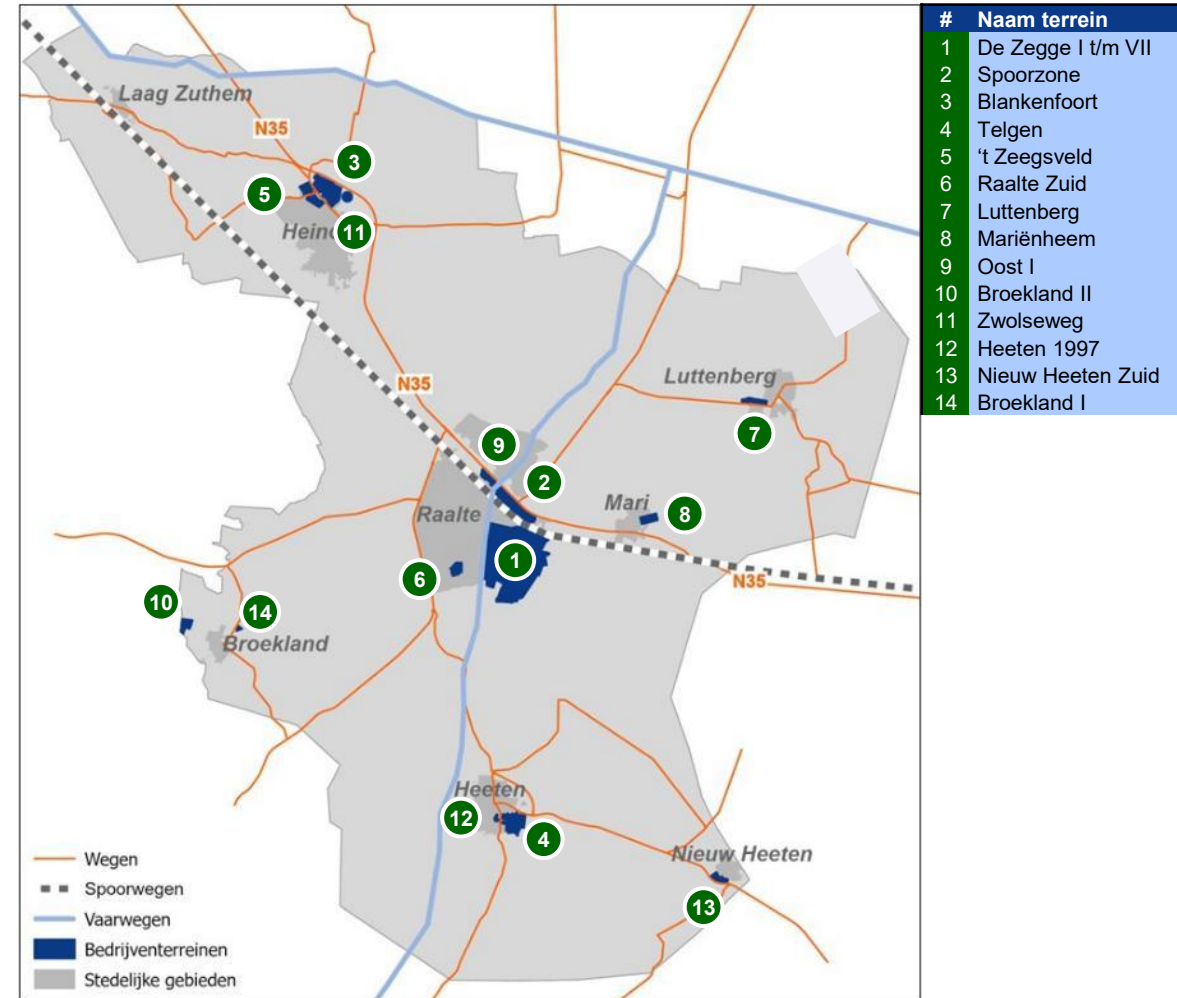 Laag Zuthem
N35
3
5
Hein
11
N35
Luttenberg
7
9
2
Mari
8
Raalte
1
6
N35
10
14
Broekland
Heeten
12
4
Nieuw Heeten
13
Wegen
Spoorwegen
Vaarwegen
Bedrijventerreinen
Stedelijke gebieden
# Naam terrein
1 De Zegge I t/m VII
2 Spoorzone
3 Blankenfoort
4 Telgen
5 ‘t Zeegsveld
6 Raalte Zuid
7 Luttenberg
8 Mariënheem
9 Oost I
10 Broekland II
11 Zwolseweg
12 Heeten 1997
13 Nieuw Heeten Zuid
14 Broekland I